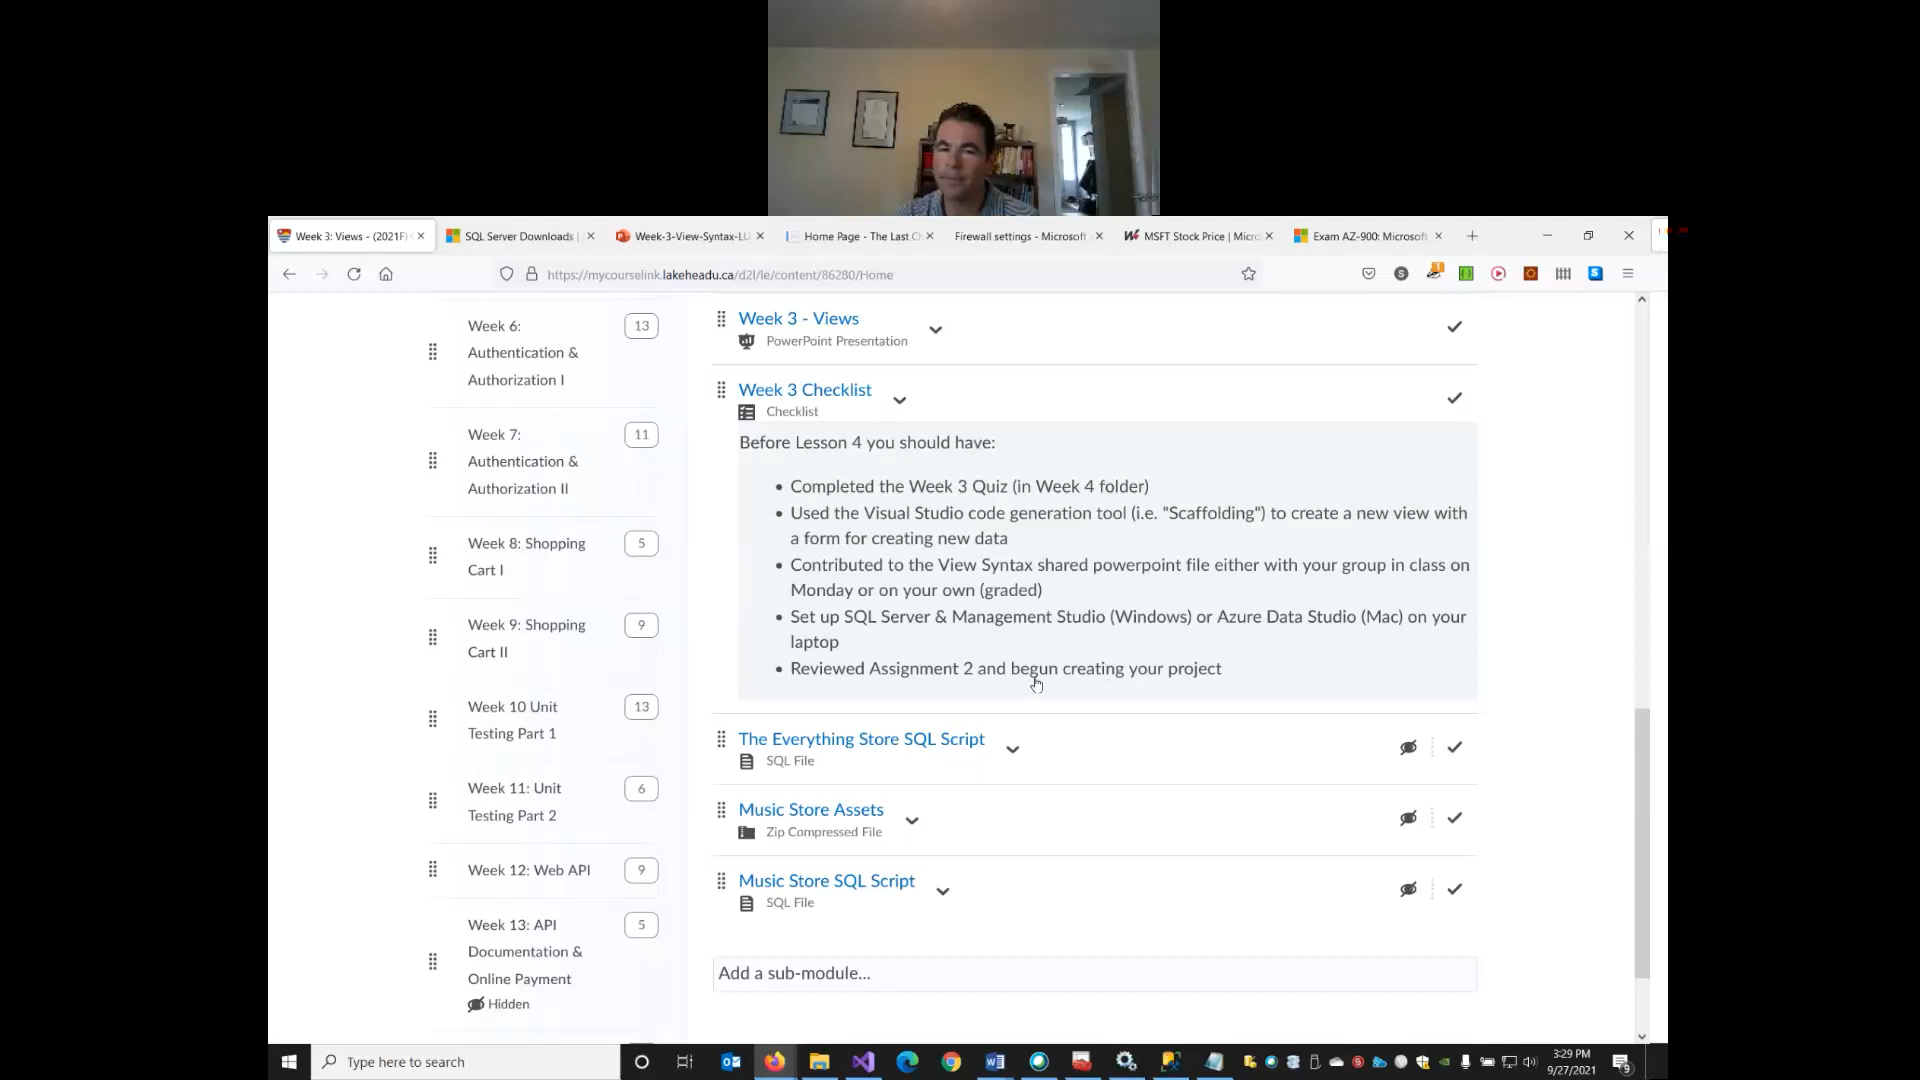 Week 3: Views - (2021F)
SQL Server Downloads
Week-3-View-Syntax-LU
Home Page - The Last C
Firewall settings - Microsoft
MSFT Stock Price | Micro
Exam AZ-900: Microsoft
https://mycourselink.lakeheadu.ca/d2l/le/content/86280/Home
Week 6:
Authentication &
Authorization I
13
Week 7:
Authentication &
Authorization II
11
Week 8: Shopping
Cart I
5
Week 9: Shopping
Cart II
9
Week 10 Unit
Testing Part 1
13
Week 11: Unit
Testing Part 2
6
Week 12: Web API
9
Week 13: API
Documentation &
Online Payment
Hidden
5
Week 3 - Views
PowerPoint Presentation
Week 3 Checklist
Checklist
Before Lesson 4 you should have:
• Completed the Week 3 Quiz (in Week 4 folder)
• Used the Visual Studio code generation tool (i.e. "Scaffolding") to create a new view with
a form for creating new data
• Contributed to the View Syntax shared powerpoint file either with your group in class on
Monday or on your own (graded)
• Set up SQL Server & Management Studio (Windows) or Azure Data Studio (Mac) on your
laptop
• Reviewed Assignment 2 and begun creating your project
The Everything Store SQL Script
SQL File
Music Store Assets
Zip Compressed File
Music Store SQL Script
SQL File
Add a sub-module...
Type here to search
3:29 PM
9/27/2021
9